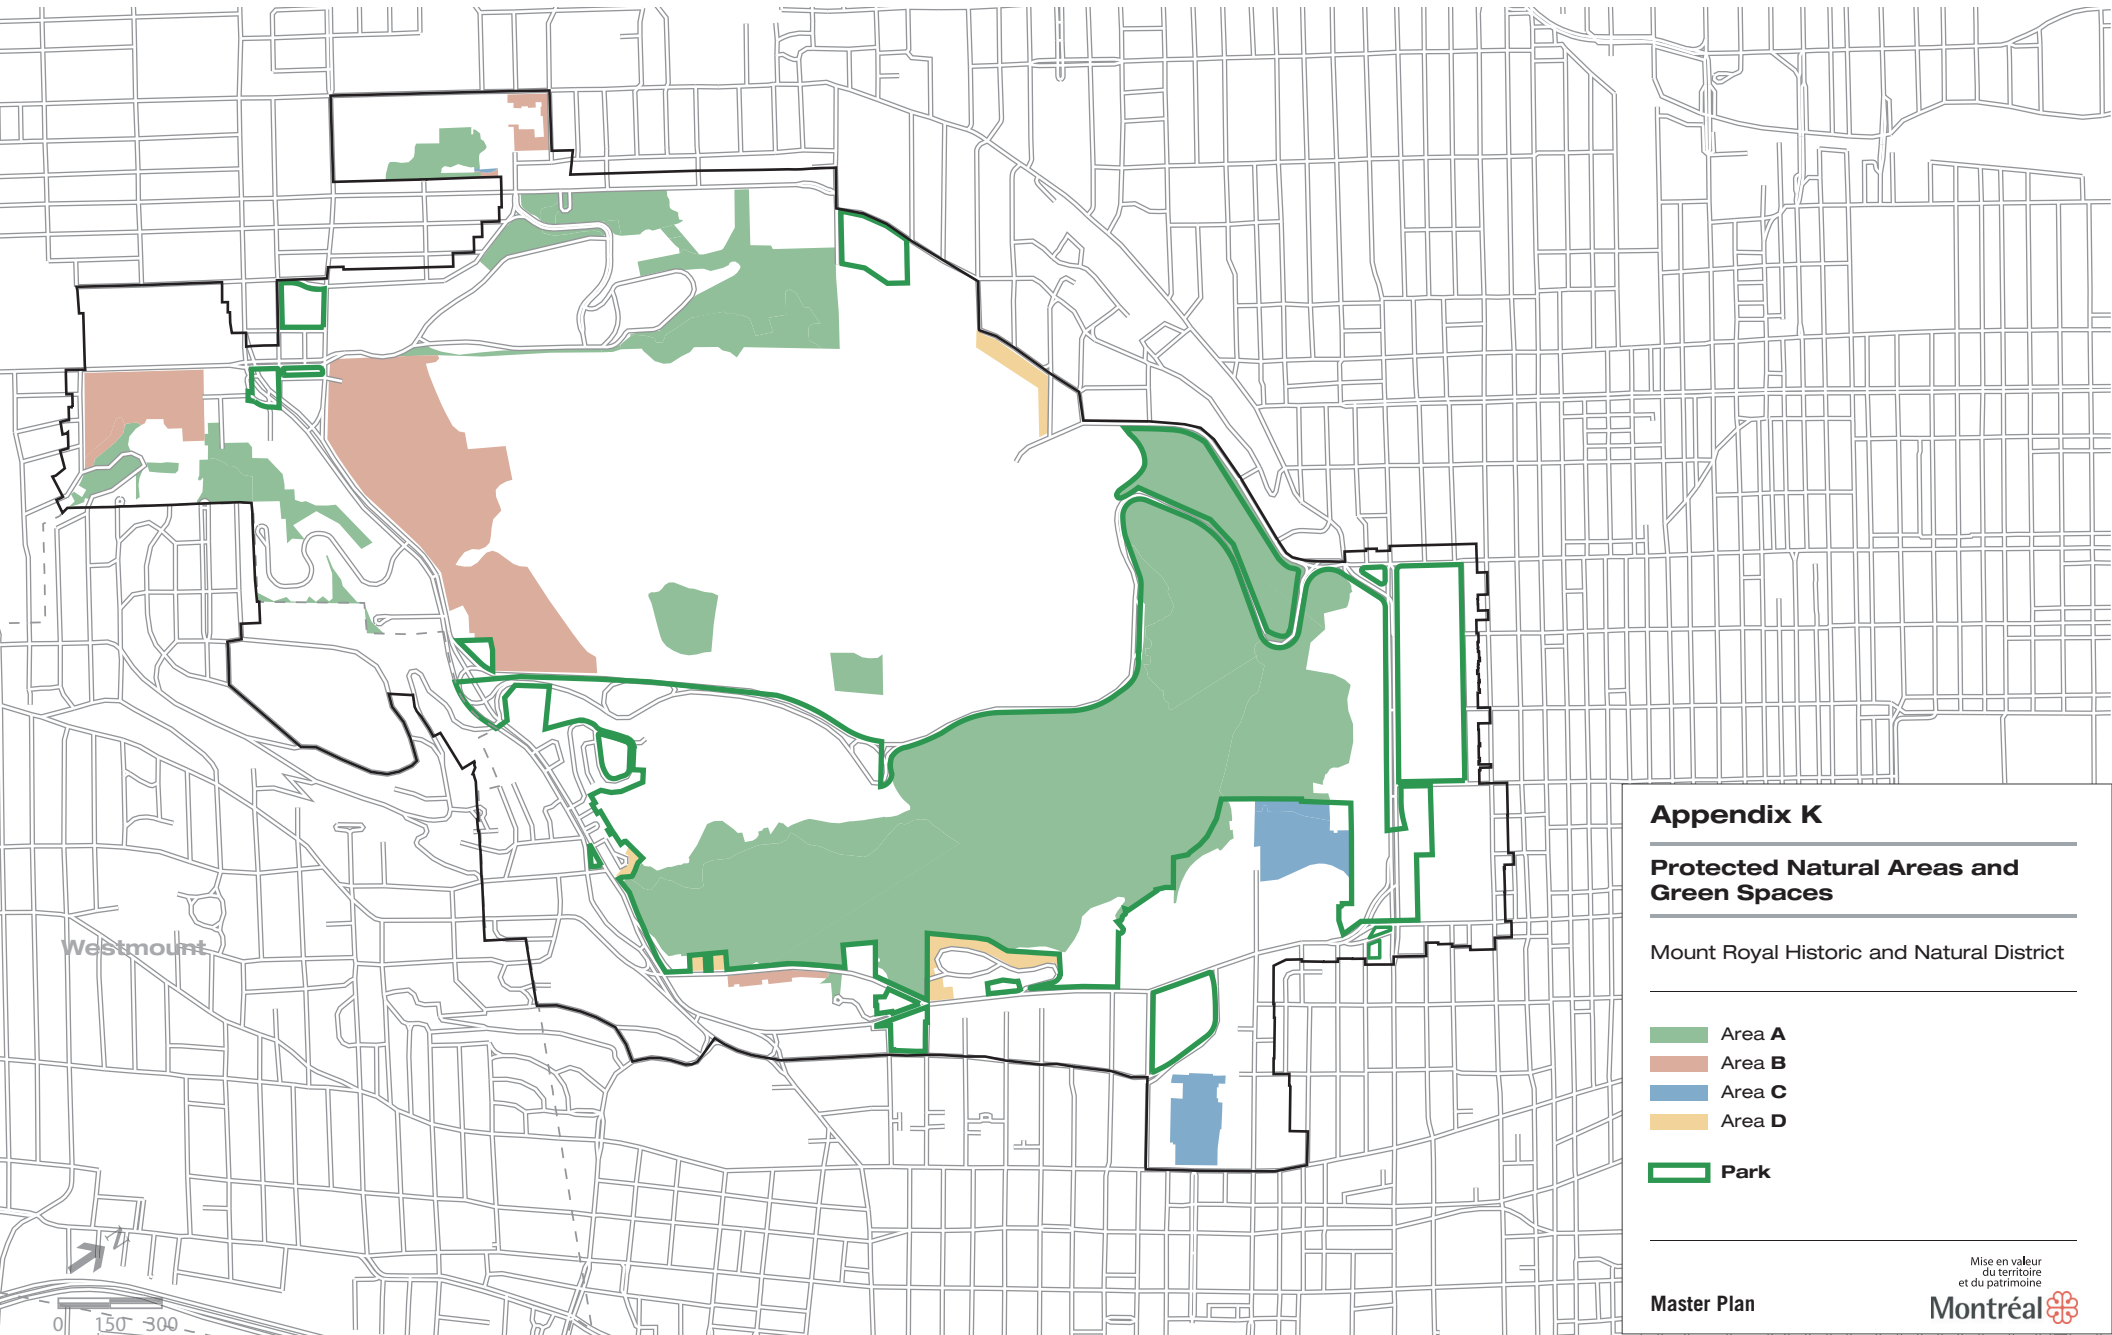 Appendix K
Protected Natural Areas and
Green Spaces
Mount Royal Historic and Natural District
Area A
Area B
Area C
Area D
Park
Mise en valeur
du territoire
et du patrimoine
Master Plan
Montréal
Westmount
N
0 150 300